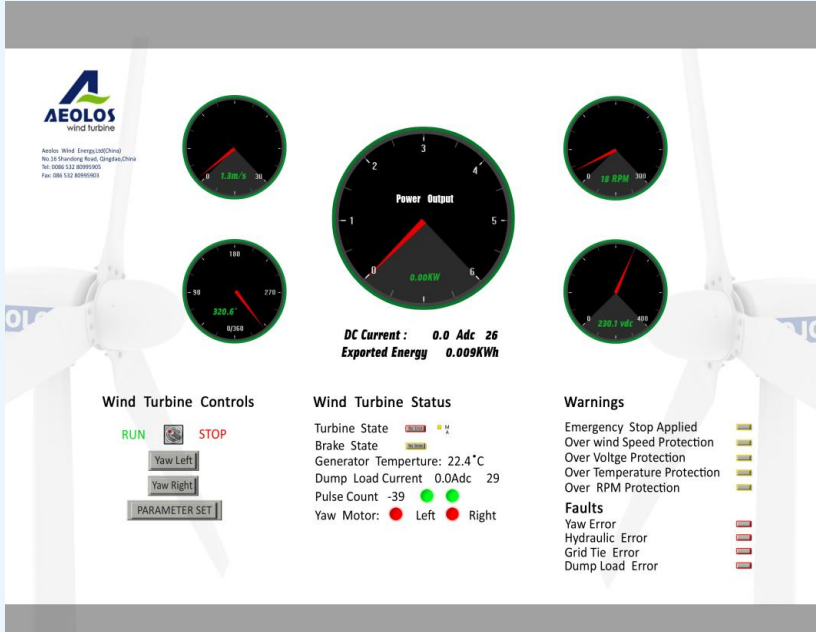 AEOLOS
wind turbine
Aeolos Wind Energy,Ltd(China)
No.16 Shandong Road, Qingdao,China
Tel: 0086 532 80995905
Fax: 086 532 80995903
0 1.3m/s 30
0 1 2 3 4 5 6
Power Output
0.00KW
0 18 RPM 300
180
90 270
320.6°
0/360
0 230.1 vdc 400
DC Current : 0.0 Adc 26
Exported Energy 0.009KWh
Wind Turbine Controls
RUN STOP
Yaw Left
Yaw Right
PARAMETER SET
Wind Turbine Status
Turbine State M
A
Brake State
Generator Temperture: 22.4°C
Dump Load Current 0.0Adc 29
Pulse Count -39
Yaw Motor: Left Right
Warnings
Emergency Stop Applied
Over wind Speed Protection
Over Voltge Protection
Over Temperature Protection
Over RPM Protection
Faults
Yaw Error
Hydraulic Error
Grid Tie Error
Dump Load Error